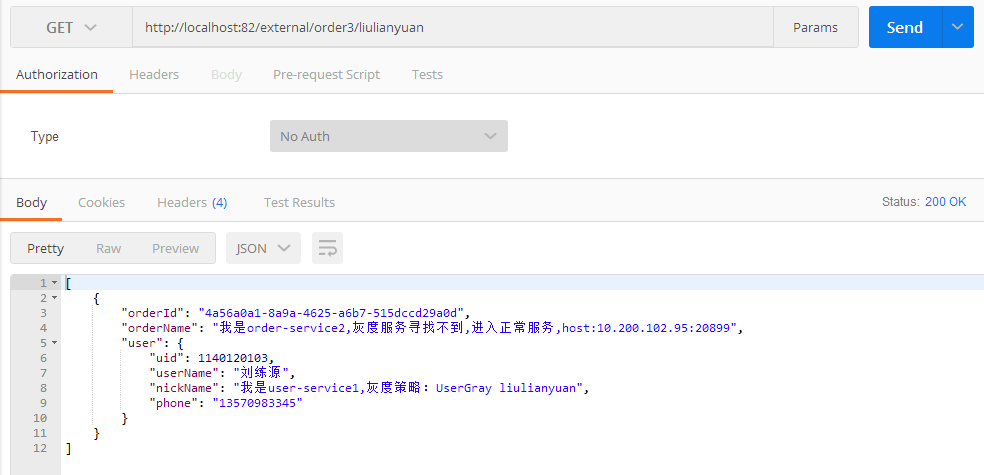 GET http://localhost:82/external/order3/liulianyuan Params Send
Authorization Headers Body Pre-request Script Tests
Type No Auth
Body Cookies Headers (4) Test Results Status: 200 OK
Pretty Raw Preview JSON
1 [
2 {
3 "orderId": "4a56a0a1-8a9a-4625-a6b7-515dccd29a0d",
4 "orderName": "我是order-service2,灰度服务寻找不到,进入正常服务,host:10.200.102.95:20899",
5 "user": {
6 "uid": 1140120103,
7 "userName": "刘练源",
8 "nickName": "我是user-service1,灰度策略：UserGray liulianyuan",
9 "phone": "13570983345"
10 }
11 }
12 ]